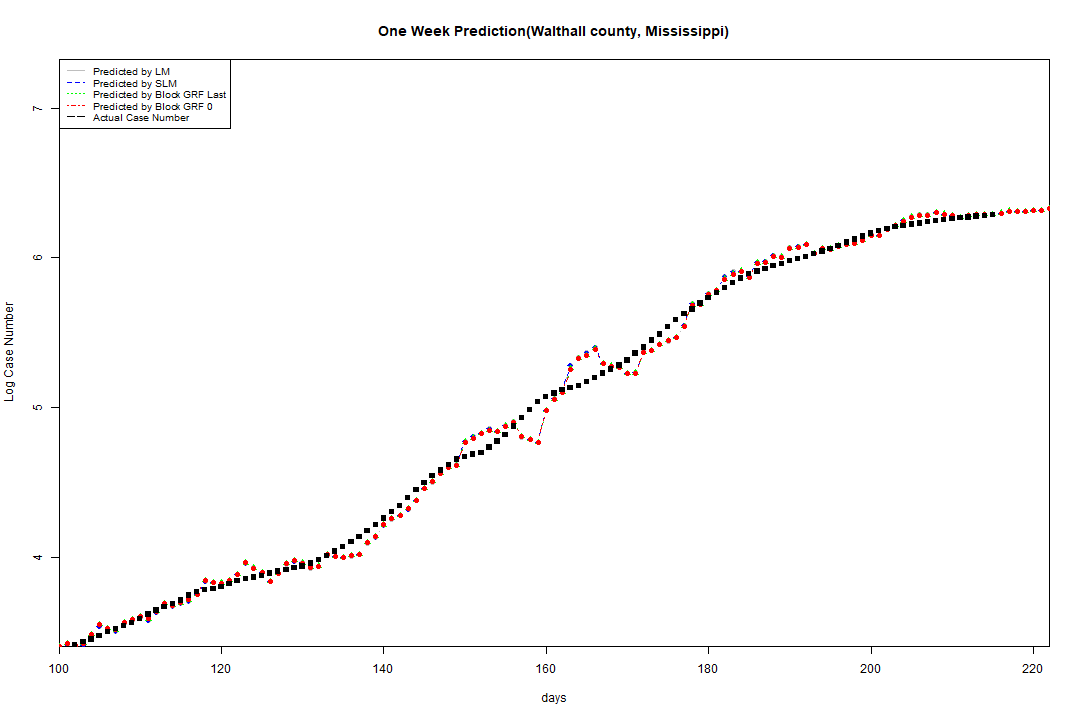 One Week Prediction(Walthall county, Mississippi)
Predicted by LM
Predicted by SLM
Predicted by Block GRF Last
Predicted by Block GRF 0
Actual Case Number
7
6
5
4
Log Case Number
100 120 140 160 180 200 220
days